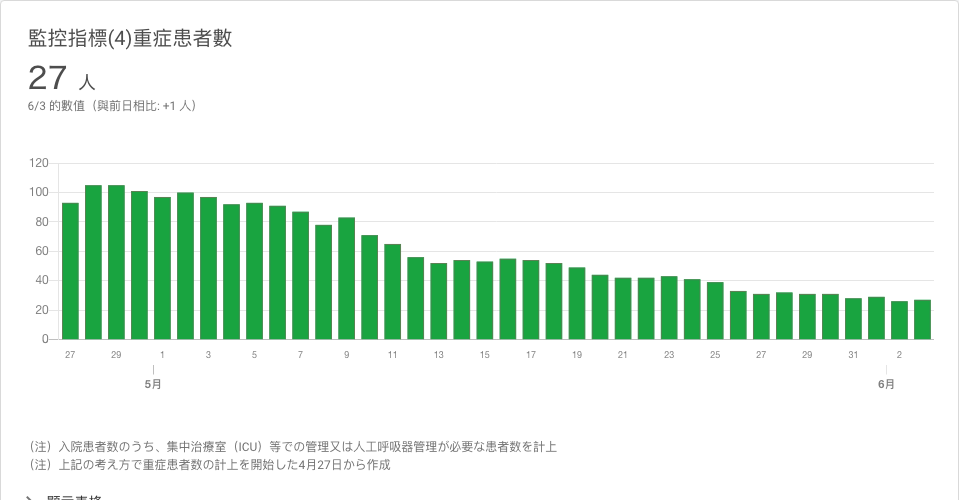 監控指標(4)重症患者數
27 人
6/3 的數值（與前日相比: +1 人）
120
100
80
60
40
20
0
27 29 1 3 5 7 9 11 13 15 17 19 21 23 25 27 29 31 2
5月 6月
（注）入院患者数のうち、集中治療室（ICU）等での管理又は人工呼吸器管理が必要な患者数を計上
（注）上記の考え方で重症患者数の計上を開始した4月27日から作成
顯示表格